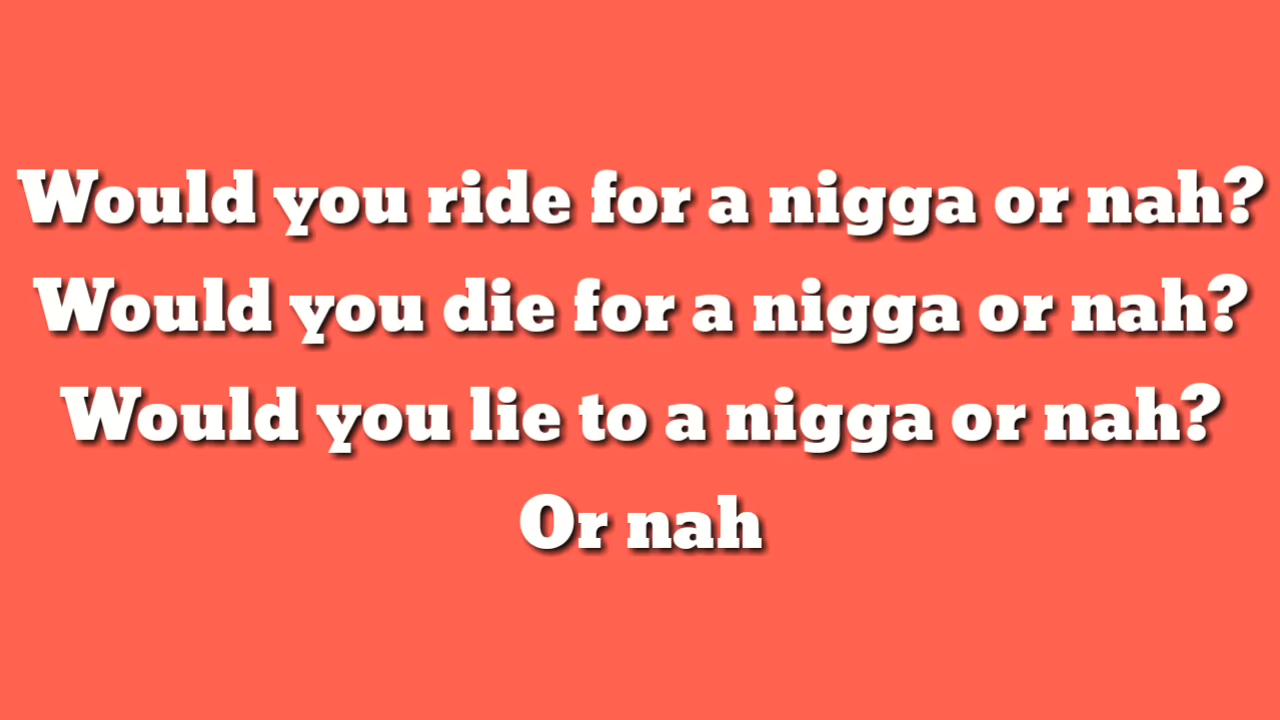 Would you ride for a nigga or nah?
Would you die for a nigga or nah?
Would you lie to a nigga or nah?
Or nah